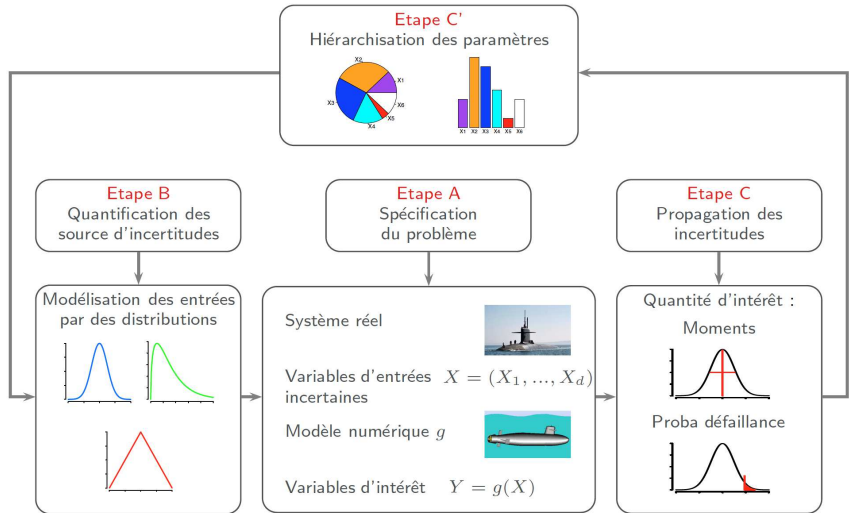 Etape C'
Hiérarchisation des paramètres
X2
X1
X3
X6
X5
X4
X1 X2 X3 X4 X5 X6
Etape B
Quantification des
source d'incertitudes
Etape A
Spécification
du problème
Etape C
Propagation des
incertitudes
Modélisation des entrées
par des distributions
Système réel
Variables d'entrées
incertaines
X = (X_1, ..., X_d)
Modèle numérique g
Variables d'intérêt Y = g(X)
Quantité d'intérêt :
Moments
Proba défaillance